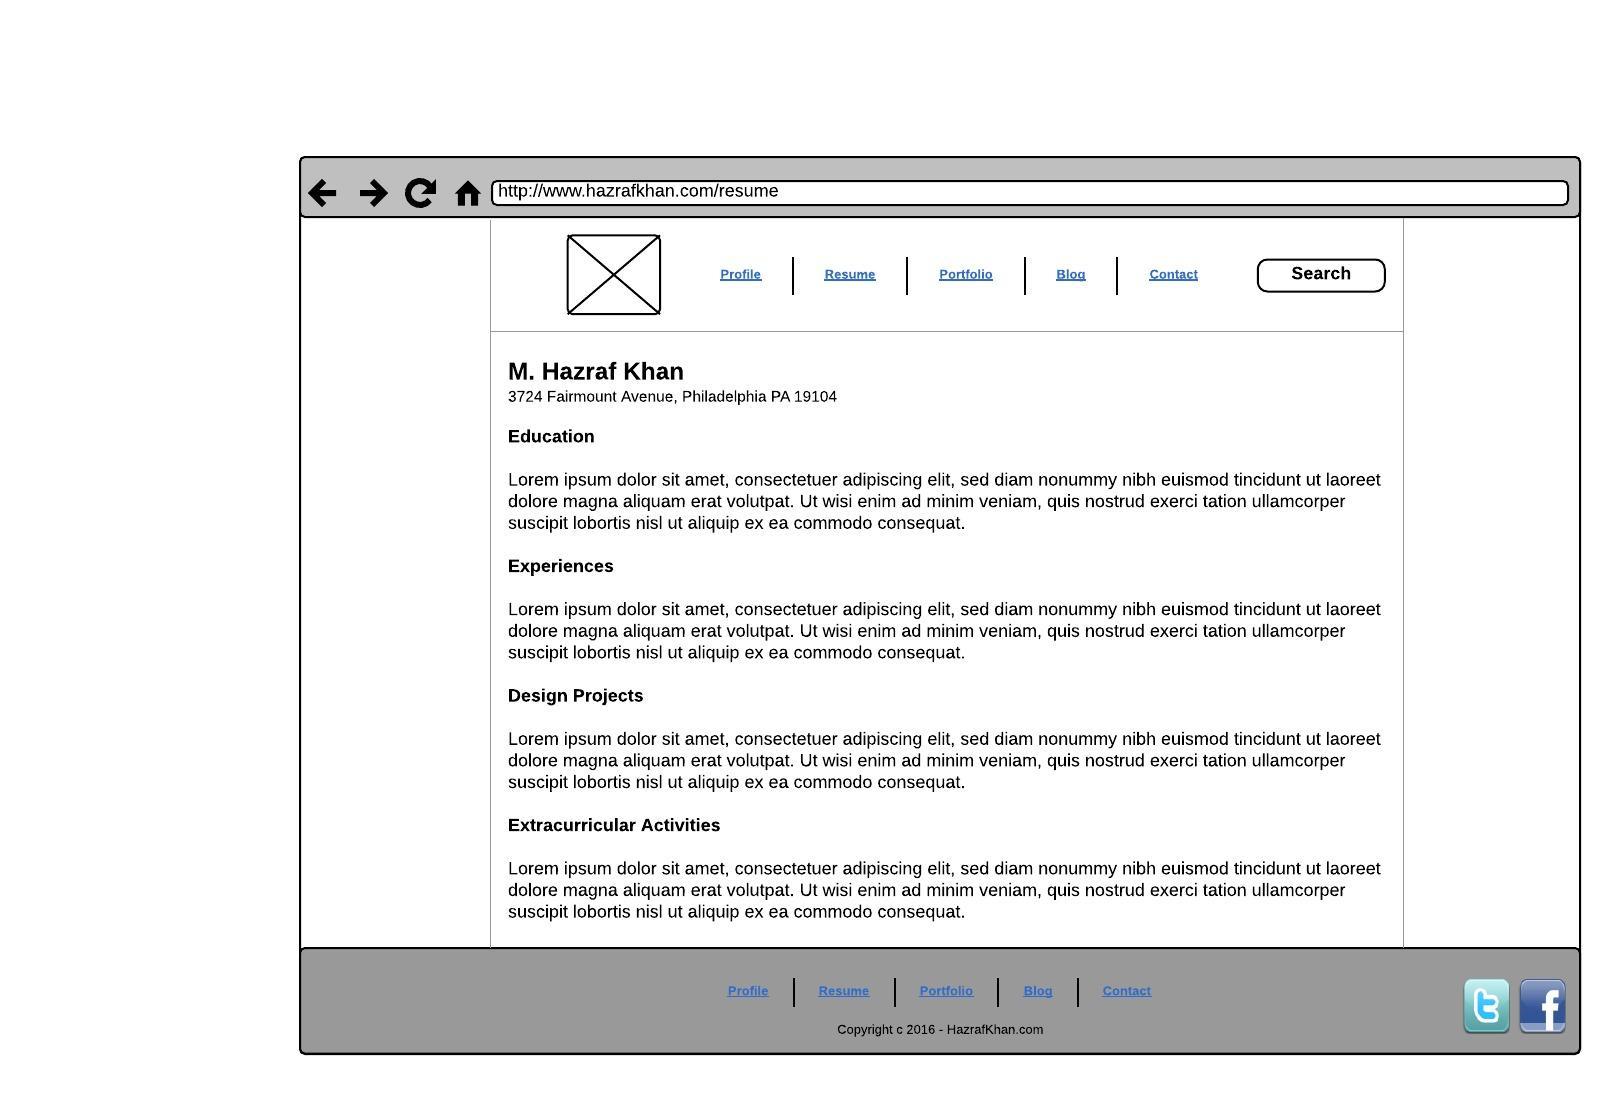 http://www.hazrafkhan.com/resume
Profile Resume Portfolio Blog Contact Search
M. Hazraf Khan
3724 Fairmount Avenue, Philadelphia PA 19104
Education
Lorem ipsum dolor sit amet, consectetuer adipiscing elit, sed diam nonummy nibh euismod tincidunt ut laoreet
dolore magna aliquam erat volutpat. Ut wisi enim ad minim veniam, quis nostrud exerci tation ullamcorper
suscipit lobortis nisl ut aliquip ex ea commodo consequat.
Experiences
Lorem ipsum dolor sit amet, consectetuer adipiscing elit, sed diam nonummy nibh euismod tincidunt ut laoreet
dolore magna aliquam erat volutpat. Ut wisi enim ad minim veniam, quis nostrud exerci tation ullamcorper
suscipit lobortis nisl ut aliquip ex ea commodo consequat.
Design Projects
Lorem ipsum dolor sit amet, consectetuer adipiscing elit, sed diam nonummy nibh euismod tincidunt ut laoreet
dolore magna aliquam erat volutpat. Ut wisi enim ad minim veniam, quis nostrud exerci tation ullamcorper
suscipit lobortis nisl ut aliquip ex ea commodo consequat.
Extracurricular Activities
Lorem ipsum dolor sit amet, consectetuer adipiscing elit, sed diam nonummy nibh euismod tincidunt ut laoreet
dolore magna aliquam erat volutpat. Ut wisi enim ad minim veniam, quis nostrud exerci tation ullamcorper
suscipit lobortis nisl ut aliquip ex ea commodo consequat.
Profile Resume Portfolio Blog Contact
Copyright c 2016 - HazrafKhan.com